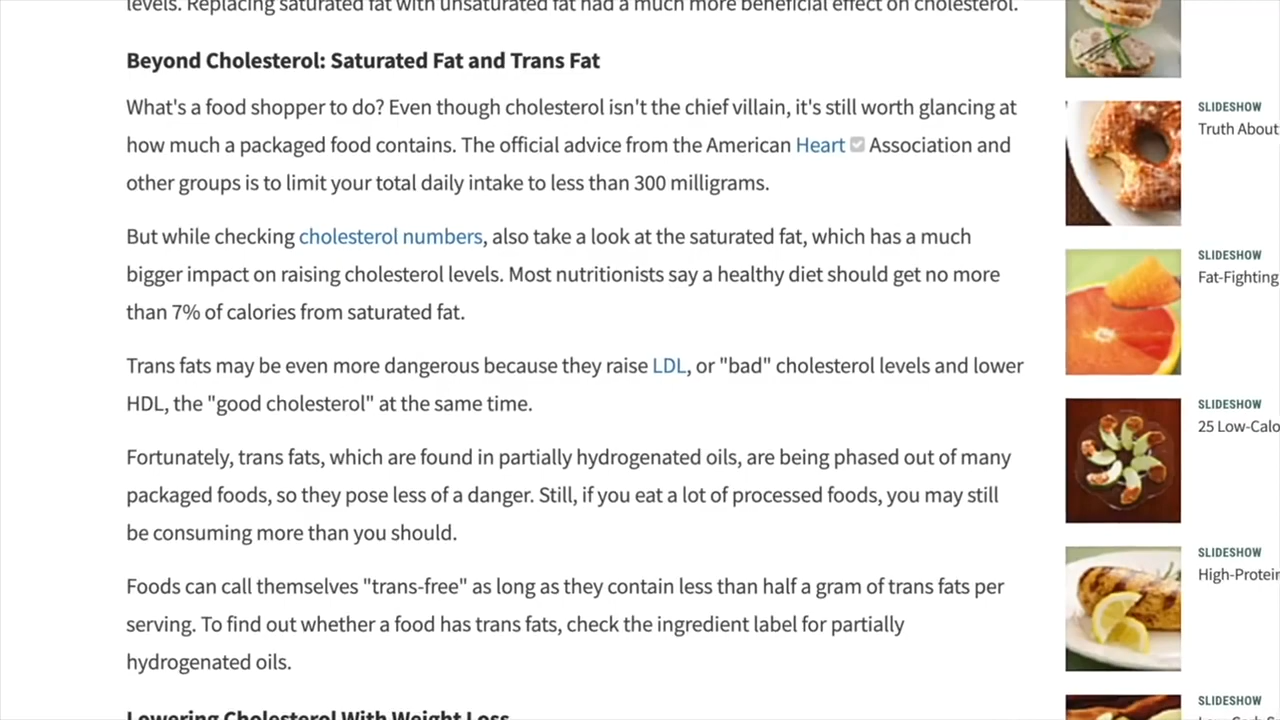 levels. Replacing saturated fat with unsaturated fat had a much more beneficial effect on cholesterol.
Beyond Cholesterol: Saturated Fat and Trans Fat
What's a food shopper to do? Even though cholesterol isn't the chief villain, it's still worth glancing at
how much a packaged food contains. The official advice from the American Heart Association and
other groups is to limit your total daily intake to less than 300 milligrams.
But while checking cholesterol numbers, also take a look at the saturated fat, which has a much
bigger impact on raising cholesterol levels. Most nutritionists say a healthy diet should get no more
than 7% of calories from saturated fat.
Trans fats may be even more dangerous because they raise LDL, or "bad" cholesterol levels and lower
HDL, the "good cholesterol" at the same time.
Fortunately, trans fats, which are found in partially hydrogenated oils, are being phased out of many
packaged foods, so they pose less of a danger. Still, if you eat a lot of processed foods, you may still
be consuming more than you should.
Foods can call themselves "trans-free" as long as they contain less than half a gram of trans fats per
serving. To find out whether a food has trans fats, check the ingredient label for partially
hydrogenated oils.
Lowering Cholesterol With Weight Loss
SLIDESHOW
Truth About
SLIDESHOW
Fat-Fighting
SLIDESHOW
25 Low-Calo
SLIDESHOW
High-Protein
SLIDESHOW